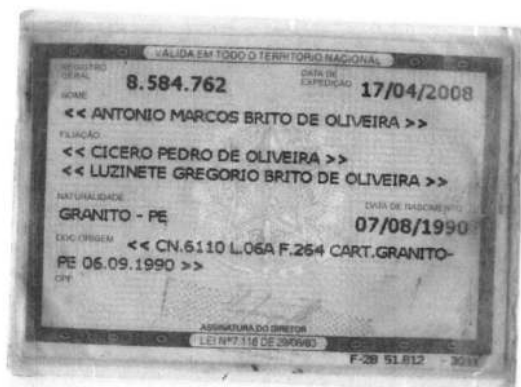 VÁLIDA EM TODO O TERRITÓRIO NACIONAL
REGISTRO GERAL 8.584.762 DATA DE EXPEDIÇÃO 17/04/2008
NOME
<< ANTONIO MARCOS BRITO DE OLIVEIRA >>
FILIAÇÃO
<< CICERO PEDRO DE OLIVEIRA >>
<< LUZINETE GREGORIO BRITO DE OLIVEIRA >>
NATURALIDADE DATA DE NASCIMENTO
GRANITO - PE 07/08/1990
DOC ORIGEM << CN.6110 L.06A F.264 CART.GRANITO-
PE 06.09.1990 >>
CPF
ASSINATURA DO DIRETOR
LEI Nº 7.116 DE 29/08/83
F-28 51.812